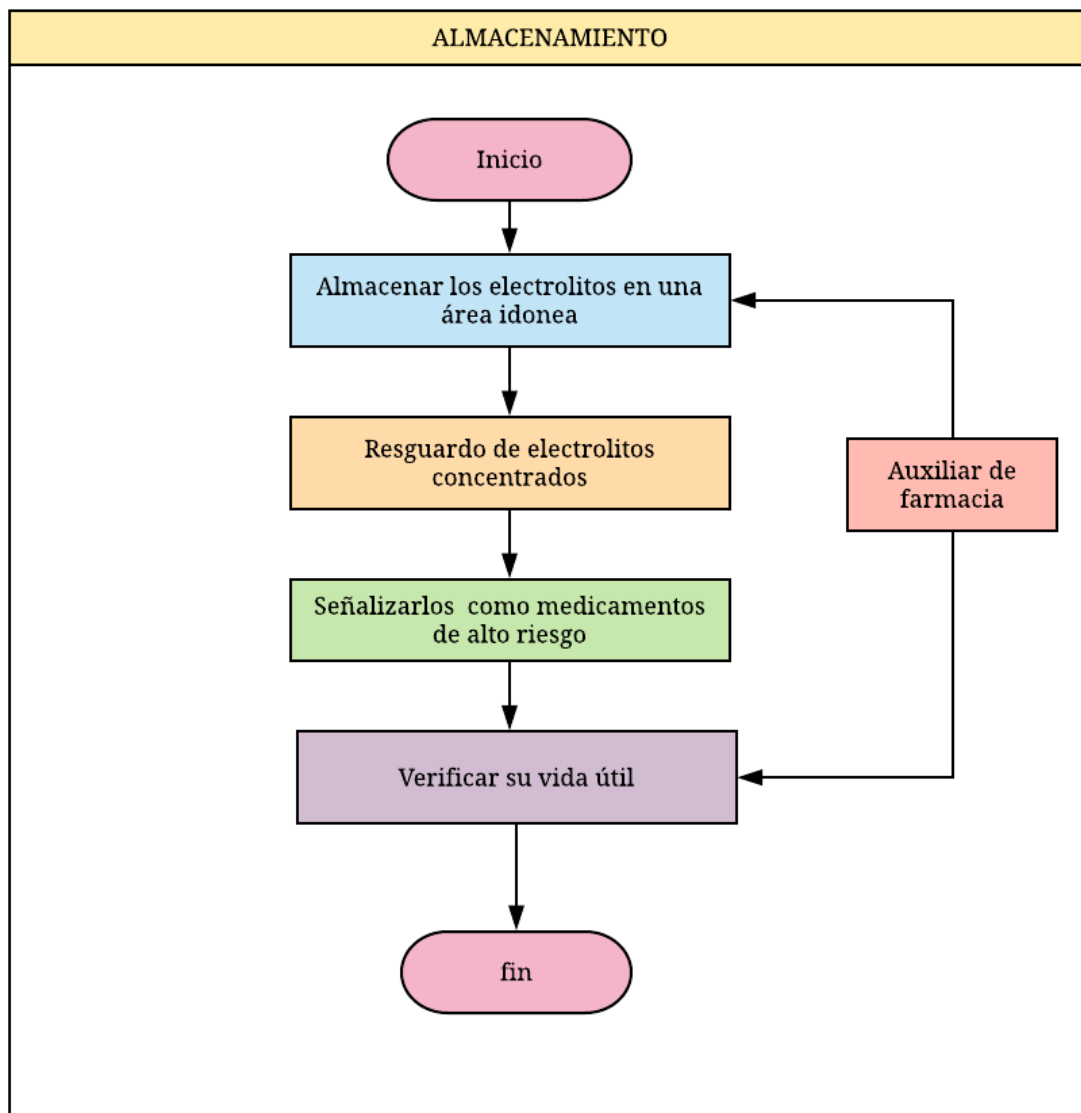 ALMACENAMIENTO
Inicio
Almacenar los electrolitos en una
área idonea
Resguardo de electrolitos
concentrados
Auxiliar de
farmacia
Señalizarlos  como medicamentos
de alto riesgo
Verificar su vida útil
fin